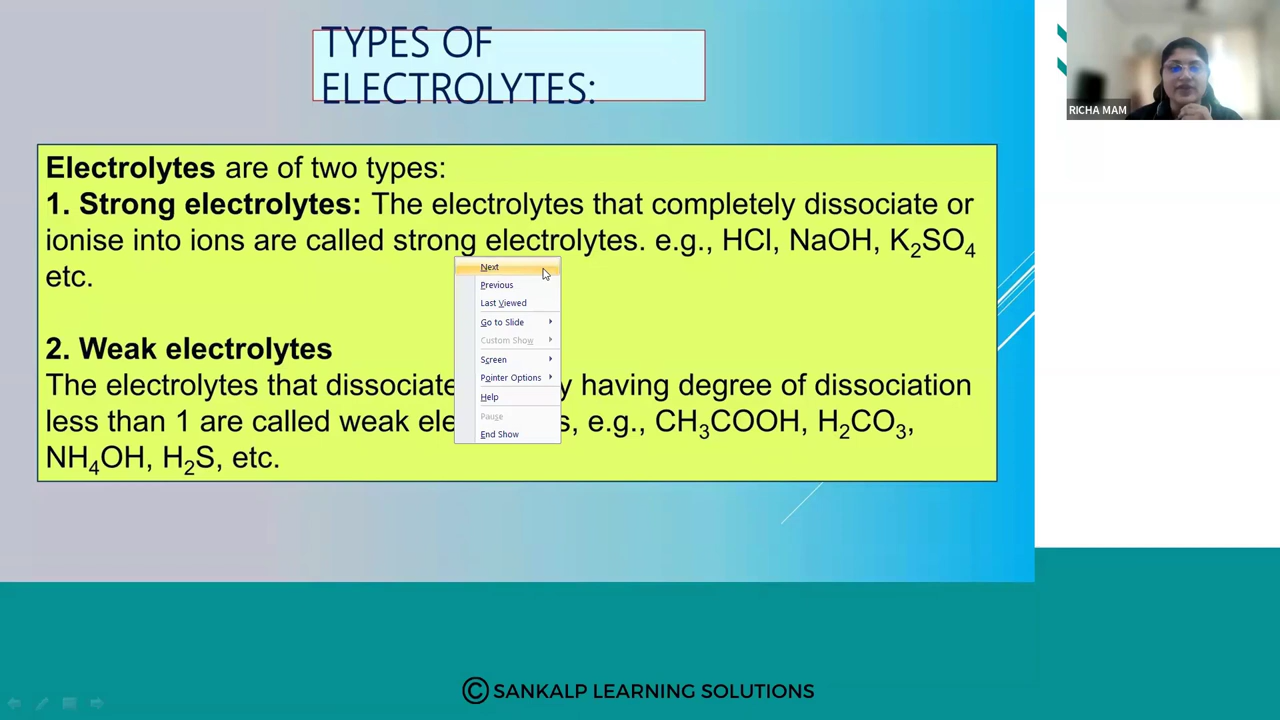 TYPES OF
ELECTROLYTES:
RICHA MAM
Electrolytes are of two types:
1. Strong electrolytes: The electrolytes that completely dissociate or
ionise into ions are called strong electrolytes. e.g., HCl, NaOH, K₂SO₄
etc.
2. Weak electrolytes
The electrolytes that dissociate y having degree of dissociation
less than 1 are called weak ele s, e.g., CH₃COOH, H₂CO₃,
NH₄OH, H₂S, etc.
Next
Previous
Last Viewed
Go to Slide
Custom Show
Screen
Pointer Options
Help
Pause
End Show
© SANKALP LEARNING SOLUTIONS